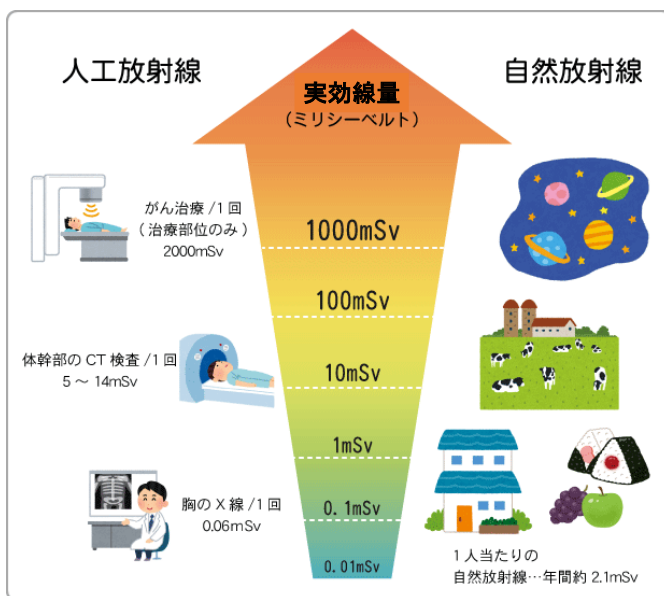 人工放射線
自然放射線
実効線量
(ミリシーベルト)
がん治療/1回
(治療部位のみ)
2000mSv
1000mSv
100mSv
体幹部のCT検査/1回
5～14mSv
10mSv
1mSv
胸のX線/1回
0.06mSv
0.1mSv
0.01mSv
1人当たりの
自然放射線…年間約2.1mSv